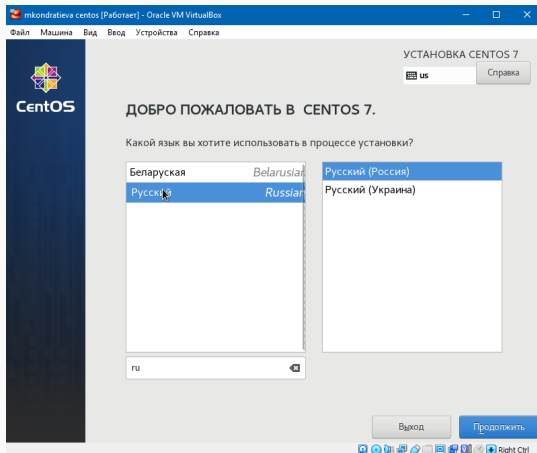 mkondratieva centos [Работает] - Oracle VM VirtualBox
Файл Машина Вид Ввод Устройства Справка
УСТАНОВКА CENTOS 7
us Справка
CentOS
ДОБРО ПОЖАЛОВАТЬ В CENTOS 7.
Какой язык вы хотите использовать в процессе установки?
Беларуская Belarusian
Русский Russian
Русский (Россия)
Русский (Украина)
ru
Выход Продолжить
Right Ctrl